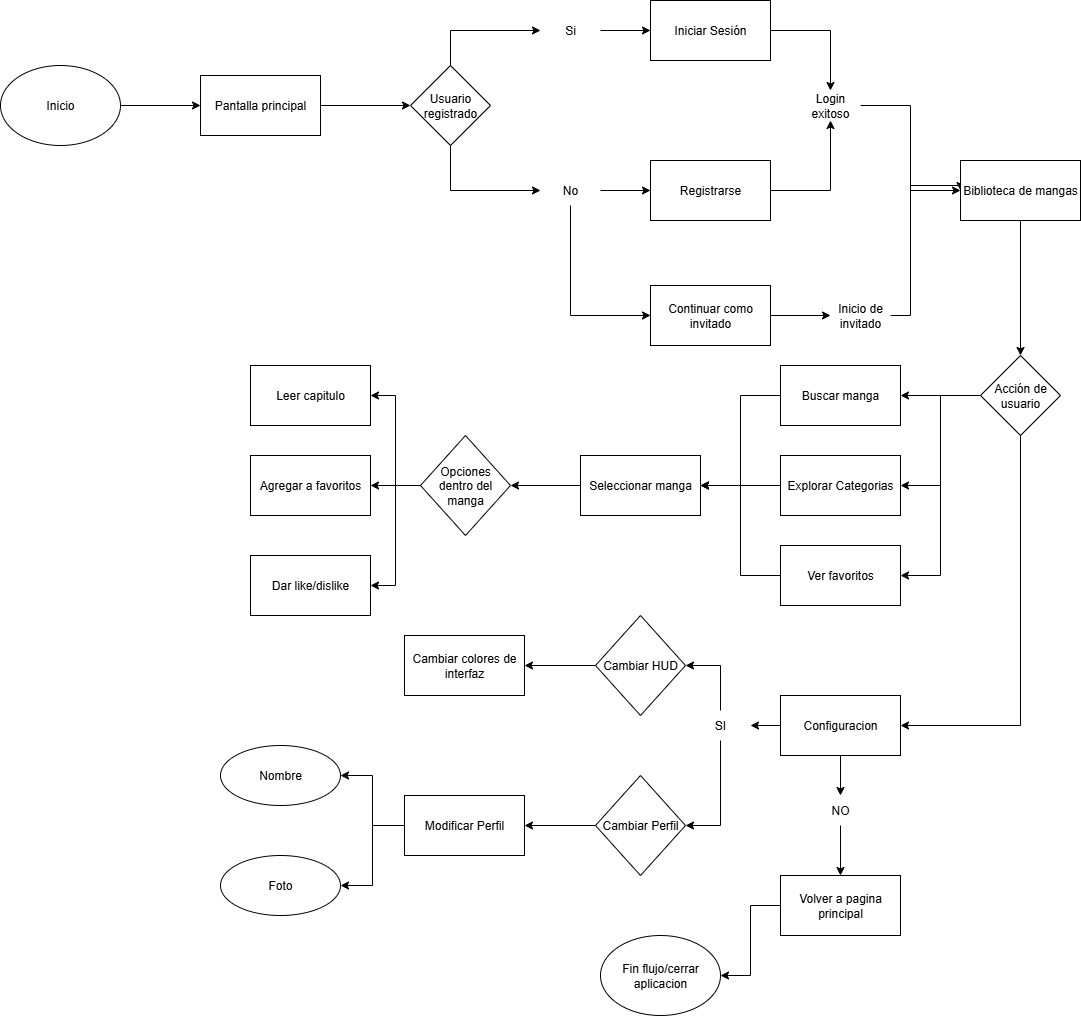 Si
Iniciar Sesión
Inicio
Pantalla principal
Usuario
registrado
Login
exitoso
No
Registrarse
Biblioteca de mangas
Continuar como
invitado
Inicio de
invitado
Leer capitulo
Buscar manga
Acción de
usuario
Agregar a favoritos
Opciones
dentro del
manga
Seleccionar manga
Explorar Categorias
Dar like/dislike
Ver favoritos
Cambiar colores de
interfaz
Cambiar HUD
SI
Configuracion
Nombre
Modificar Perfil
Cambiar Perfil
NO
Foto
Volver a pagina
principal
Fin flujo/cerrar
aplicacion